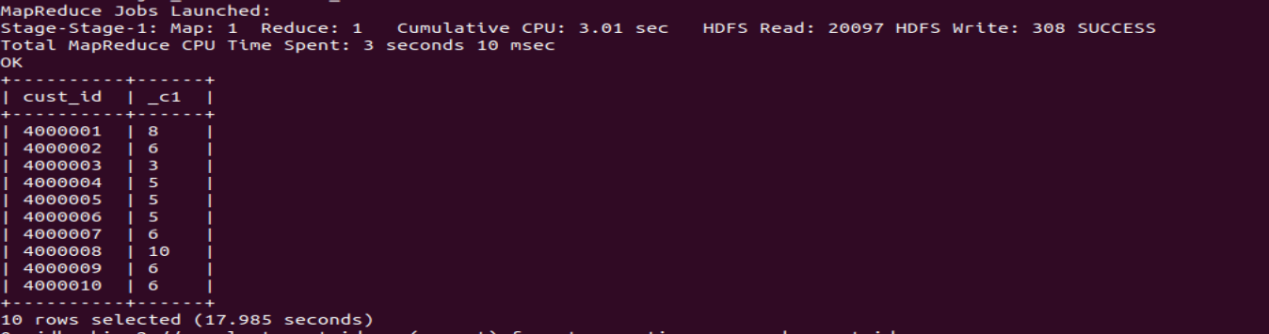 MapReduce Jobs Launched:
Stage-Stage-1: Map: 1  Reduce: 1   Cumulative CPU: 3.01 sec   HDFS Read: 20097 HDFS Write: 308 SUCCESS
Total MapReduce CPU Time Spent: 3 seconds 10 msec
OK
+----------+------+
| cust_id  | _c1  |
+----------+------+
| 4000001  | 8    |
| 4000002  | 6    |
| 4000003  | 3    |
| 4000004  | 5    |
| 4000005  | 5    |
| 4000006  | 5    |
| 4000007  | 6    |
| 4000008  | 10   |
| 4000009  | 6    |
| 4000010  | 6    |
+----------+------+
10 rows selected (17.985 seconds)